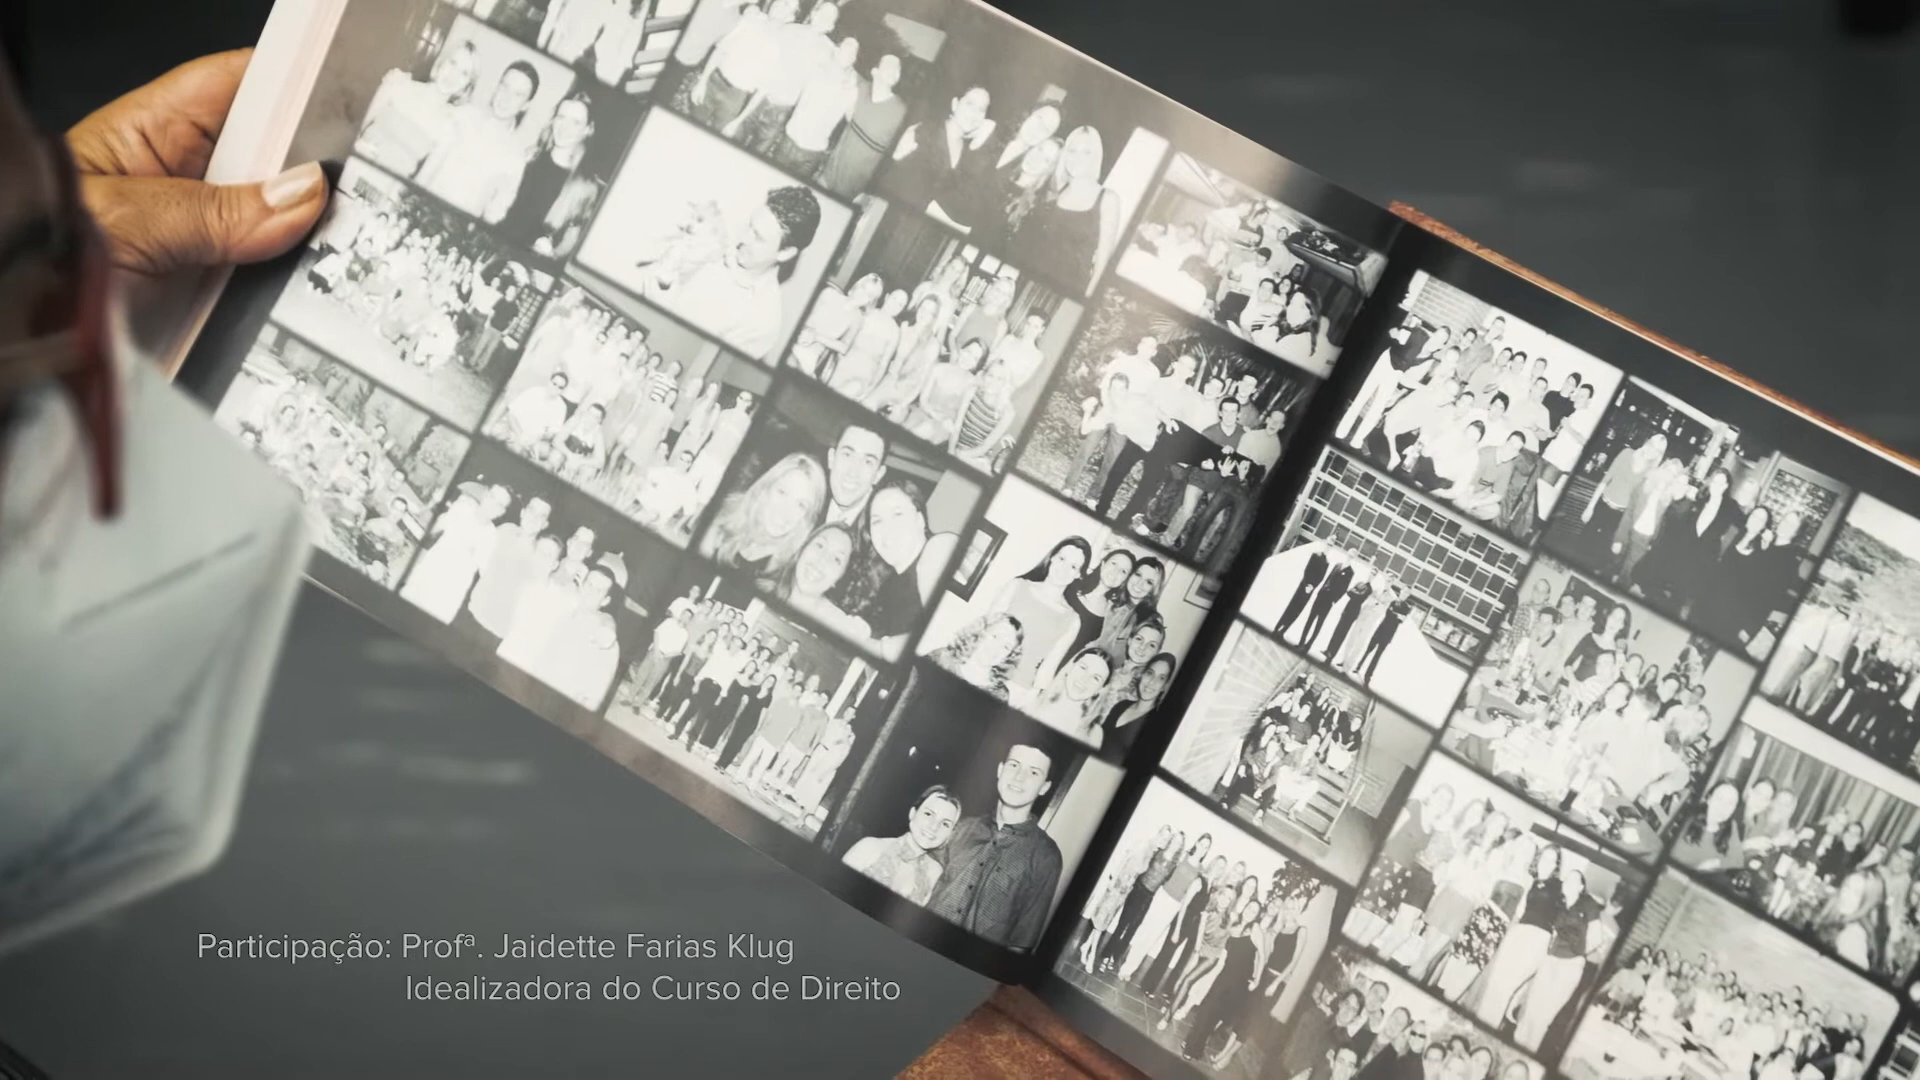 Participação: Profª. Jaidette Farias Klug
Idealizadora do Curso de Direito